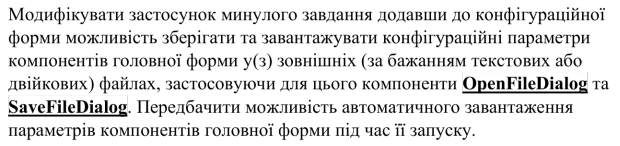 Модифікувати застосунок минулого завдання додавши до конфігураційної
форми можливість зберігати та завантажувати конфігураційні параметри
компонентів головної форми у(з) зовнішніх (за бажанням текстових або
двійкових) файлах, застосовуючи для цього компоненти OpenFileDialog та
SaveFileDialog. Передбачити можливість автоматичного завантаження
параметрів компонентів головної форми під час її запуску.